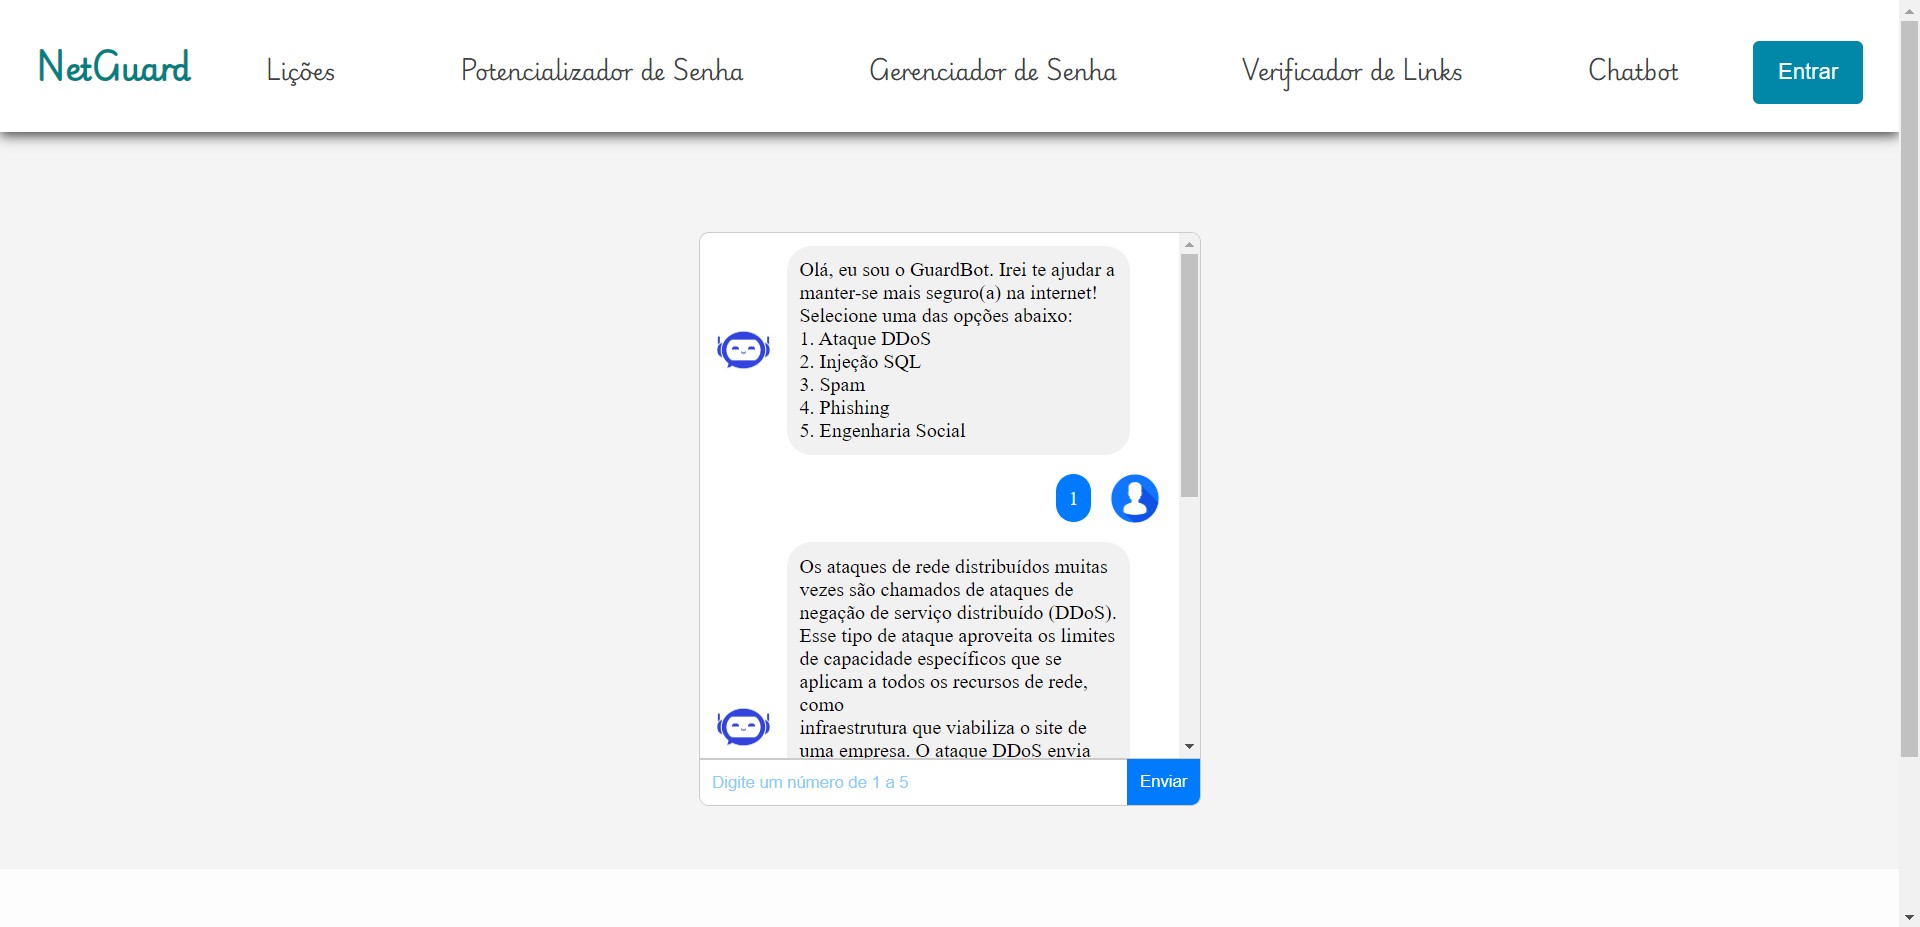 NetGuard
Lições
Potencializador de Senha
Gerenciador de Senha
Verificador de Links
Chatbot
Entrar
Olá, eu sou o GuardBot. Irei te ajudar a
manter-se mais seguro(a) na internet!
Selecione uma das opções abaixo:
1. Ataque DDoS
2. Injeção SQL
3. Spam
4. Phishing
5. Engenharia Social
1
Os ataques de rede distribuídos muitas
vezes são chamados de ataques de
negação de serviço distribuído (DDoS).
Esse tipo de ataque aproveita os limites
de capacidade específicos que se
aplicam a todos os recursos de rede,
como
infraestrutura que viabiliza o site de
uma empresa. O ataque DDoS envia
Digite um número de 1 a 5
Enviar